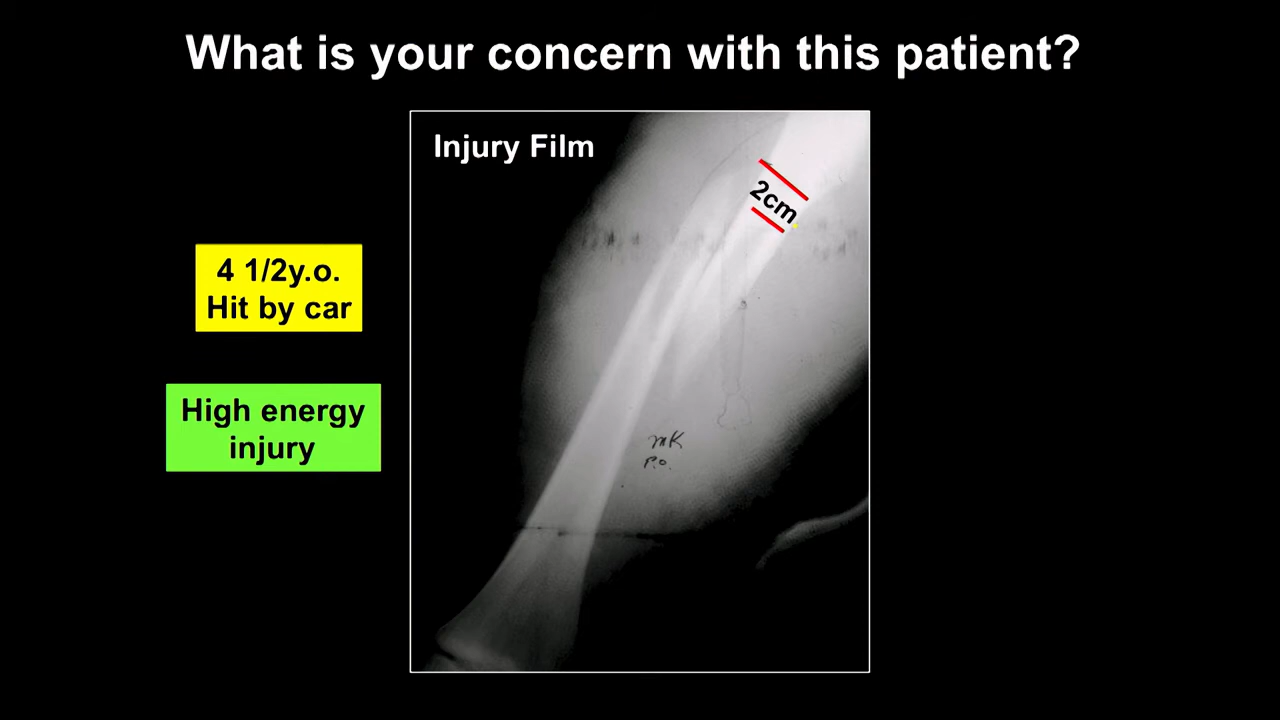 What is your concern with this patient?
Injury Film
2cm
4 1/2y.o.
Hit by car
High energy
injury
mK
P.O.